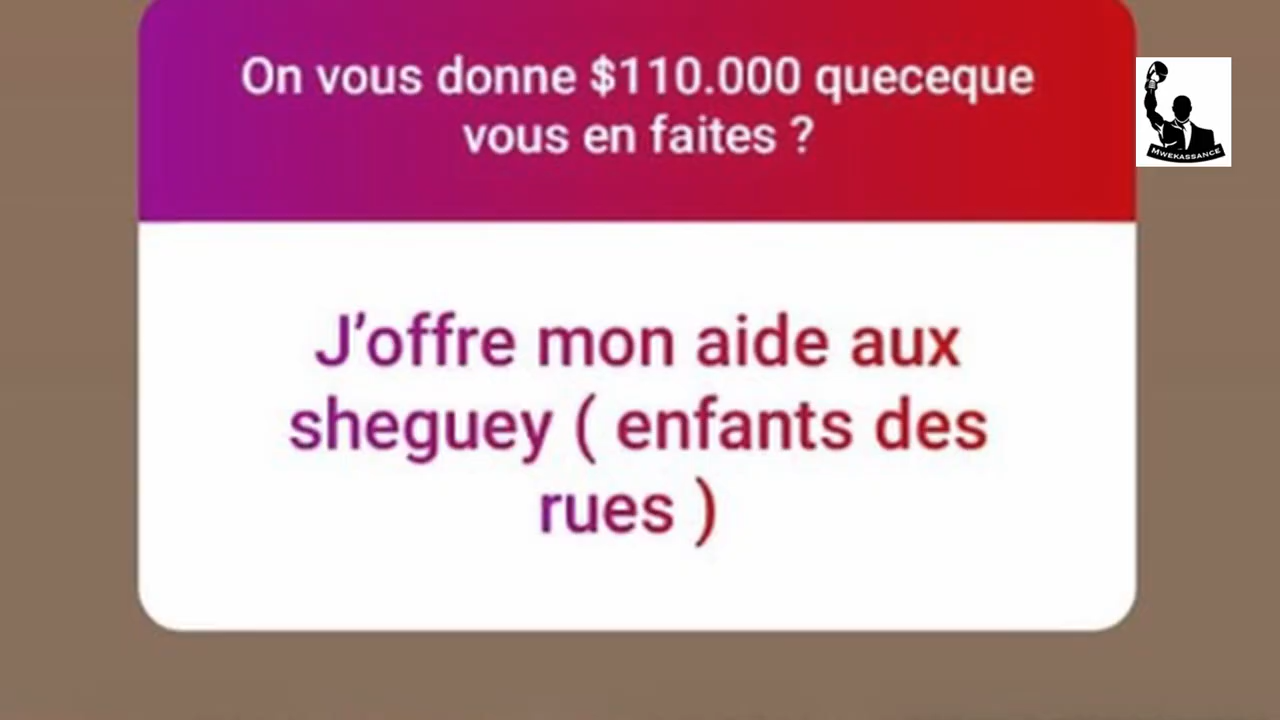 On vous donne $110.000 queceque
vous en faites ?
MWEKASSANCE
J'offre mon aide aux
sheguey ( enfants des
rues )